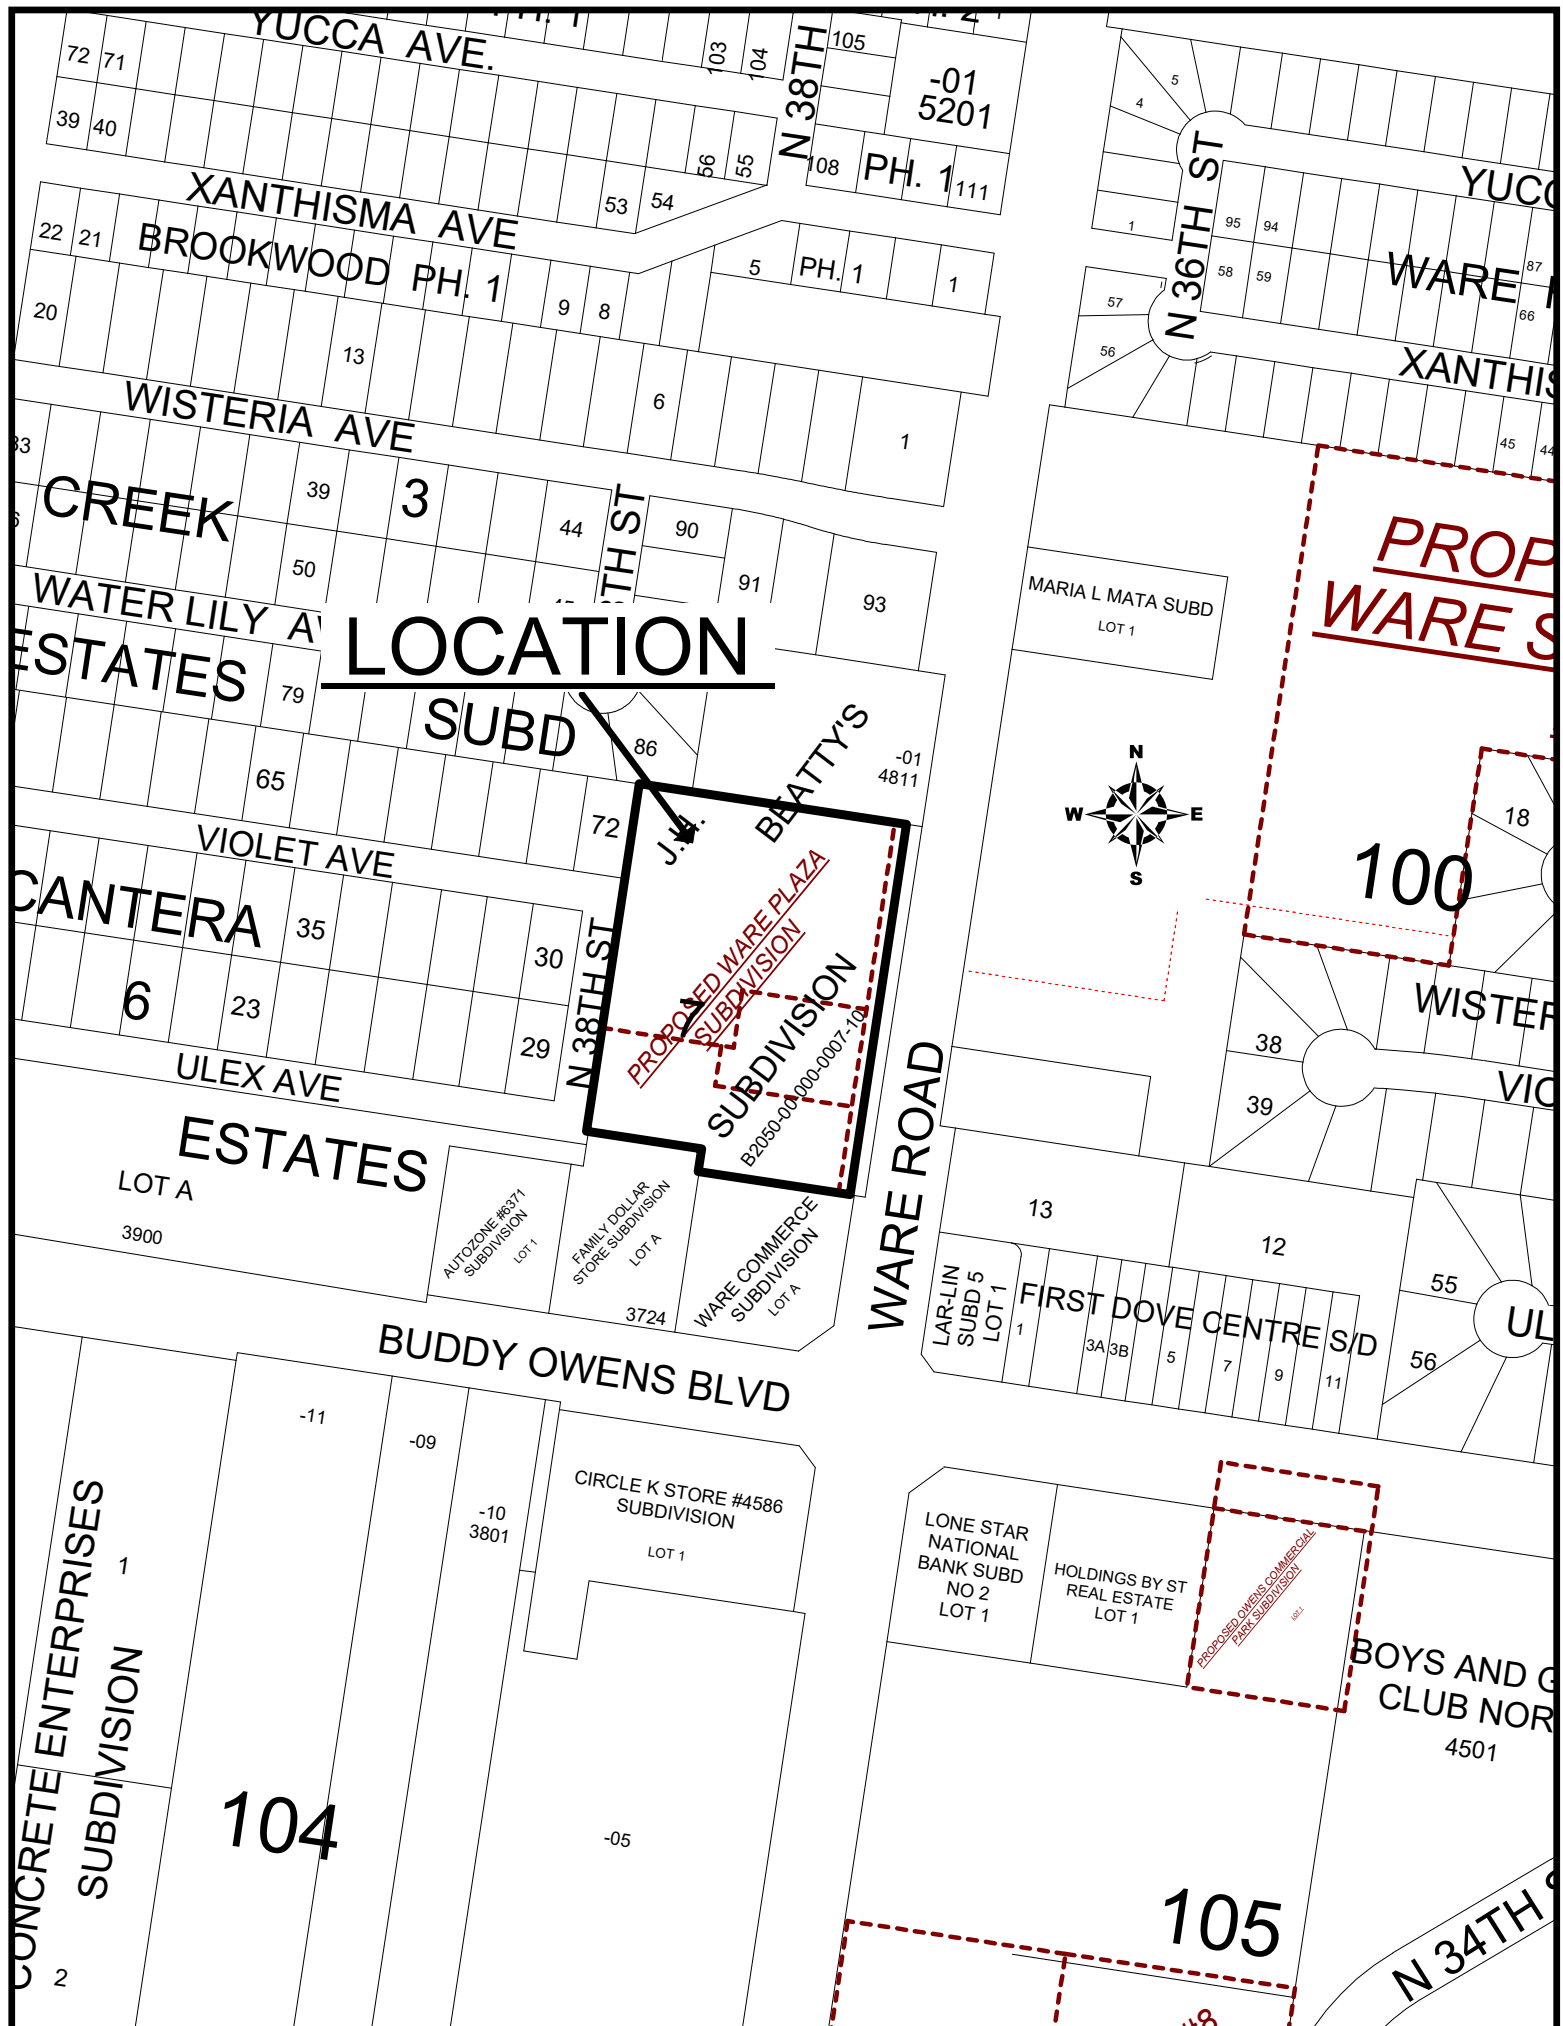 PH. 1
YUCCA AVE.
72
71
103
104
N 38TH
105
-01
5201
5
4
39
40
56
55
108
PH. 1
111
N 36TH ST
YUCC
XANTHISMA AVE
53
54
1
95
94
22
21
BROOKWOOD PH. 1
5
PH. 1
1
58
59
WARE
87
66
20
9
8
57
56
13
XANTHIS
WISTERIA AVE
6
1
45
44
33
CREEK
39
3
44
TH ST
90
PROP
WARE S
50
91
93
MARIA L MATA SUBD
LOT 1
WATER LILY AV
LOCATION
ESTATES
79
SUBD
86
BEATTY'S
-01
4811
N
W
E
S
65
72
J.H.
18
VIOLET AVE
100
CANTERA
35
30
PROPOSED WARE PLAZA
SUBDIVISION
N 38TH ST
6
23
29
7
SUBDIVISION
B2050-00-000-0007-10
WISTER
38
39
VIO
ULEX AVE
WARE ROAD
ESTATES
LOT A
3900
AUTOZONE #6371
SUBDIVISION
LOT 1
FAMILY DOLLAR
STORE SUBDIVISION
LOT A
3724
WARE COMMERCE
SUBDIVISION
LOT A
13
12
LAR-LIN
SUBD 5
LOT 1
FIRST DOVE CENTRE S/D
1
3A
3B
5
7
9
11
55
56
UL
BUDDY OWENS BLVD
-11
-09
-10
3801
CIRCLE K STORE #4586
SUBDIVISION
LOT 1
LONE STAR
NATIONAL
BANK SUBD
NO 2
LOT 1
HOLDINGS BY ST
REAL ESTATE
LOT 1
PROPOSED OWENS COMMERCIAL
PARK SUBDIVISION
LOT 1
CONCRETE ENTERPRISES
SUBDIVISION
1
2
BOYS AND G
CLUB NOR
4501
104
-05
105
N 34TH S
#8